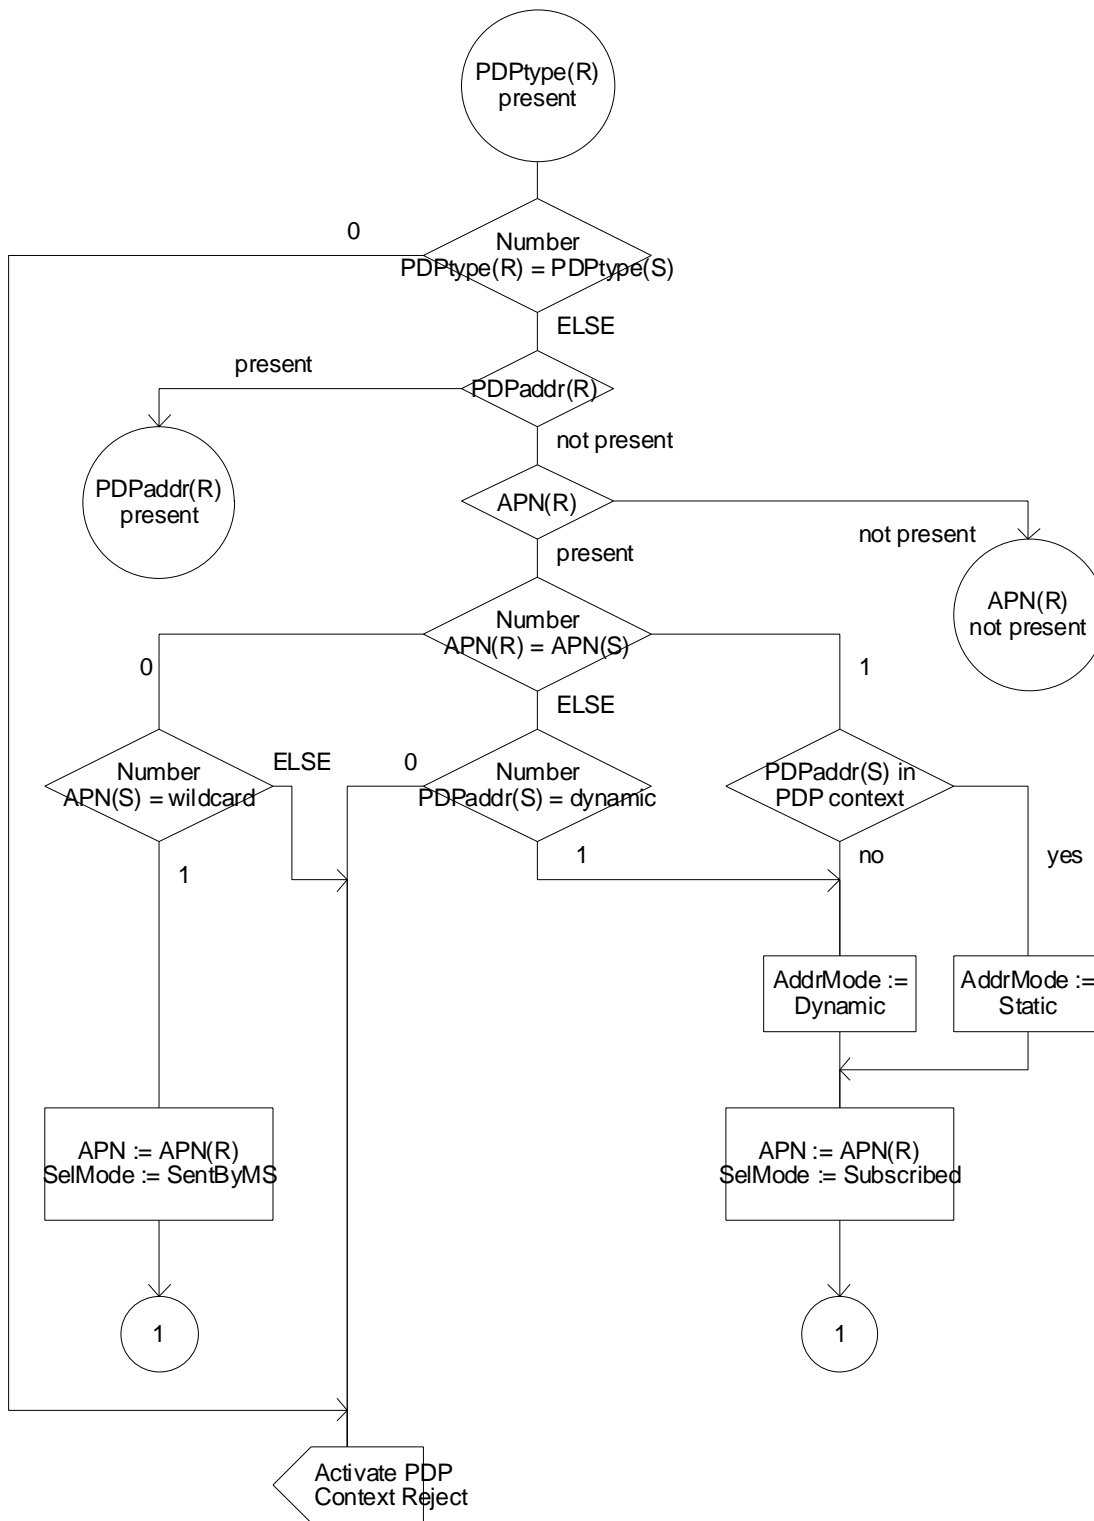 PDPtype(R)
present
0
Number
PDPtype(R) = PDPtype(S)
ELSE
present
PDPaddr(R)
not present
PDPaddr(R)
present
APN(R)
not present
present
APN(R)
not present
Number
APN(R) = APN(S)
0
1
ELSE
Number
APN(S) = wildcard
ELSE
0
Number
PDPaddr(S) = dynamic
PDPaddr(S) in
PDP context
1
1
no
yes
AddrMode :=
Dynamic
AddrMode :=
Static
APN := APN(R)
SelMode := SentByMS
APN := APN(R)
SelMode := Subscribed
1
1
Activate PDP
Context Reject